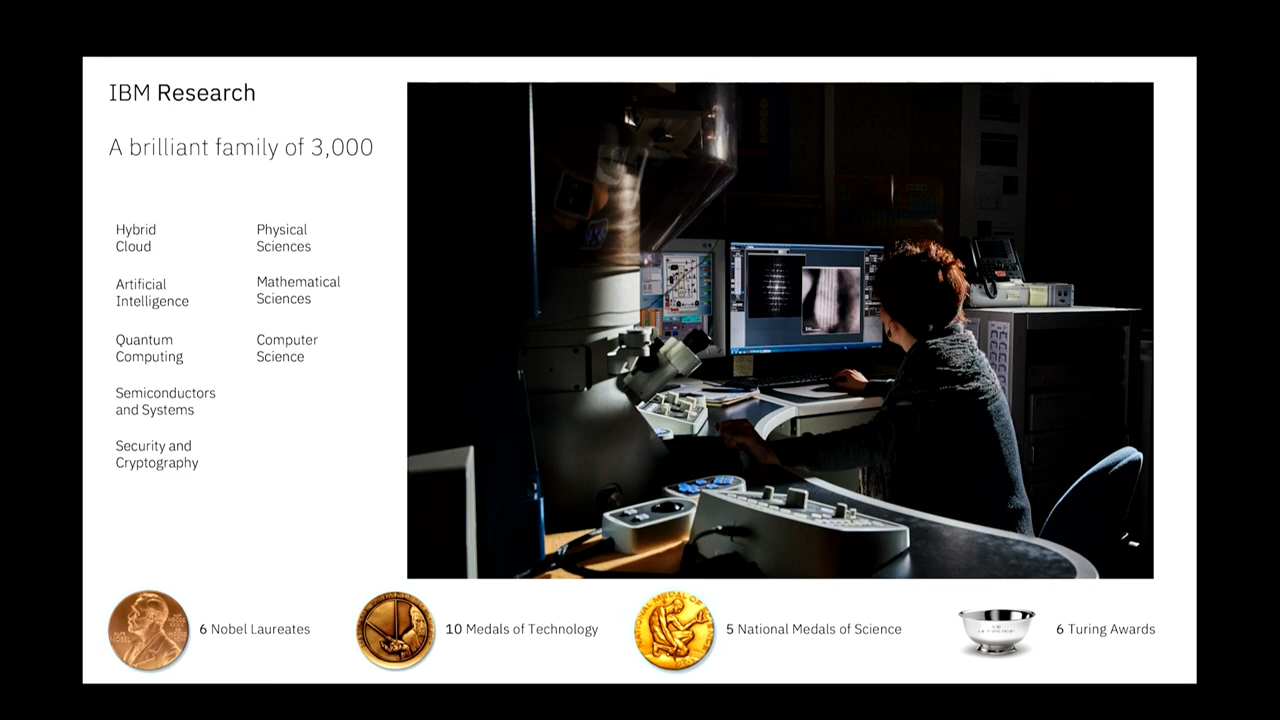 IBM Research
A brilliant family of 3,000
Hybrid
Cloud
Artificial
Intelligence
Quantum
Computing
Semiconductors
and Systems
Security and
Cryptography
Physical
Sciences
Mathematical
Sciences
Computer
Science
6 Nobel Laureates
10 Medals of Technology
5 National Medals of Science
6 Turing Awards